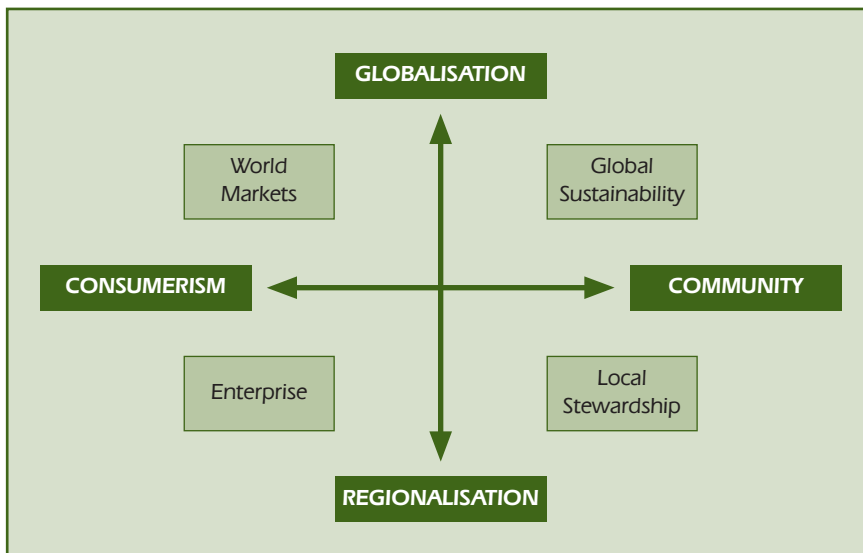 GLOBALISATION
World
Markets
Global
Sustainability
CONSUMERISM
COMMUNITY
Enterprise
Local
Stewardship
REGIONALISATION